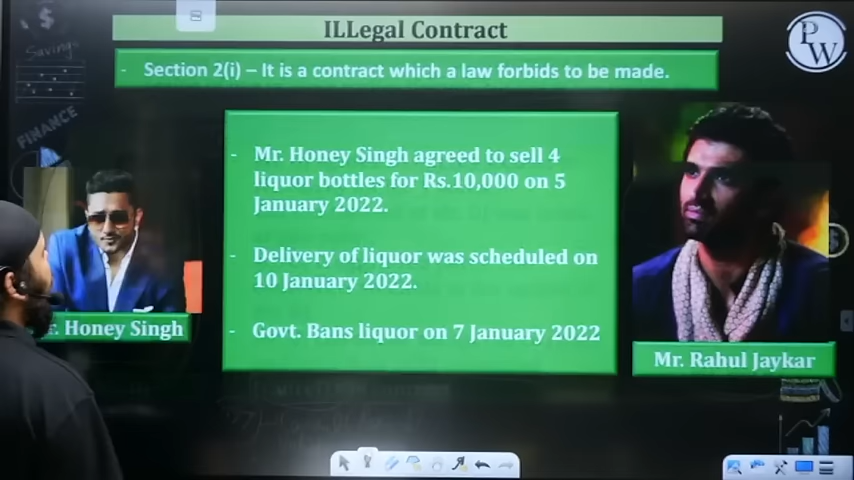 ILLegal Contract
- Section 2(i) – It is a contract which a law forbids to be made.
PW
Saving
FINANCE
- Mr. Honey Singh agreed to sell 4
liquor bottles for Rs.10,000 on 5
January 2022.
- Delivery of liquor was scheduled on
10 January 2022.
- Govt. Bans liquor on 7 January 2022
r. Honey Singh
Mr. Rahul Jaykar